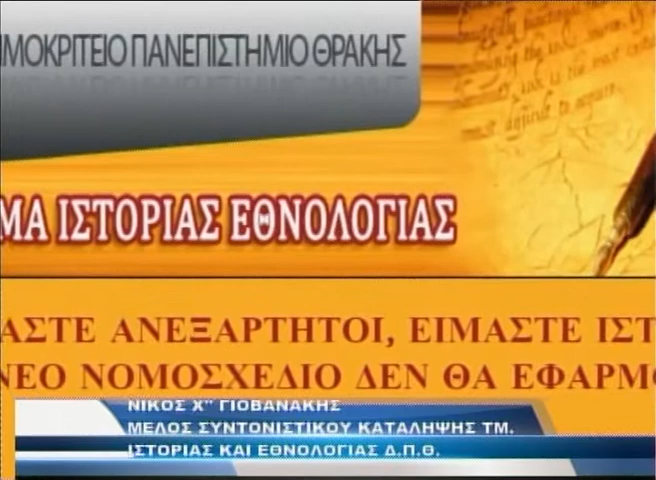 ΙΜΟΚΡΙΤΕΙΟ ΠΑΝΕΠΙΣΤΗΜΙΟ ΘΡΑΚΗΣ
ΜΑ ΙΣΤΟΡΙΑΣ ΕΘΝΟΛΟΓΙΑΣ
ΑΣΤΕ ΑΝΕΞΑΡΤΗΤΟΙ, ΕΙΜΑΣΤΕ ΙΣΤ
ΝΕΟ ΝΟΜΟΣΧΕΔΙΟ ΔΕΝ ΘΑ ΕΦΑΡΜΟ
ΝΙΚΟΣ Χ" ΓΙΟΒΑΝΑΚΗΣ
ΜΕΛΟΣ ΣΥΝΤΟΝΙΣΤΙΚΟΥ ΚΑΤΑΛΗΨΗΣ ΤΜ.
ΙΣΤΟΡΙΑΣ ΚΑΙ ΕΘΝΟΛΟΓΙΑΣ Δ.Π.Θ.